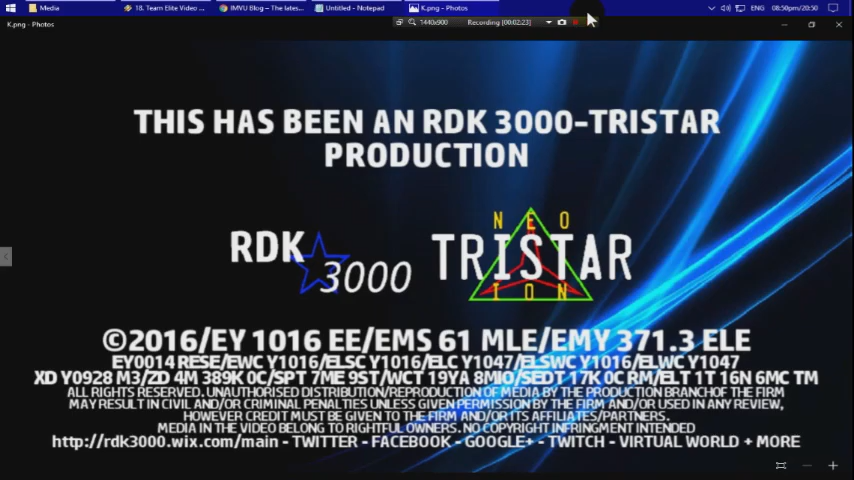 Media
18. Team Elite Video ...
IMVU Blog – The lates...
Untitled - Notepad
K.png - Photos
ENG
08:50pm/20:50
1440x900
Recording [00:02:23]
K.png - Photos
THIS HAS BEEN AN RDK 3000-TRISTAR
PRODUCTION
RDK
3000
NEO
TRISTAR
ION
©2016/EY 1016 EE/EMS 61 MLE/EMY 371.3 ELE
EY0014 RESE/EWC Y1016/ELSC Y1016/ELC Y1047/ELSWC Y1016/ELWC Y1047
XD Y0928 M3/ZD 4M 389K 0C/SPT 7ME 9ST/WCT 19YA 8MIO/SEDT 17K 0C RM/ELT 1T 16N 6MC TM
ALL RIGHTS RESERVED. UNAUTHORISED DISTRIBUTION/REPRODUCTION OF MEDIA BY THE PRODUCTION BRANCHOF THE FIRM
MAY RESULT IN CIVIL AND/OR CRIMINAL PENALTIES UNLESS GIVEN PERMISSION BY THE FIRM AND/OR USED IN ANY REVIEW,
HOWEVER CREDIT MUST BE GIVEN TO THE FIRM AND/OR ITS AFFILIATES/PARTNERS.
MEDIA IN THE VIDEO BELONG TO RIGHTFUL OWNERS. NO COPYRIGHT INFRINGMENT INTENDED
http://rdk3000.wix.com/main - TWITTER - FACEBOOK - GOOGLE+ - TWITCH - VIRTUAL WORLD + MORE